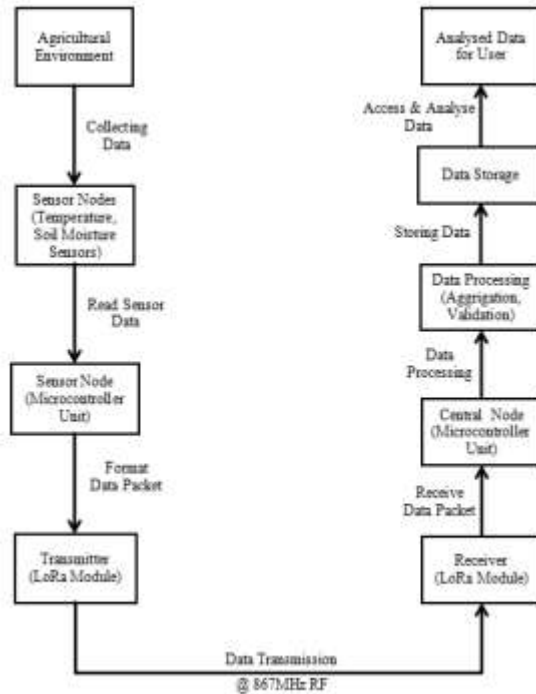 Agricultural
Environment
Collecting
Data
Sensor Nodes
(Temperature,
Soil Moisture
Sensors)
Read Sensor
Data
Sensor Node
(Microcontroller
Unit)
Format
Data Packet
Transmitter
(LoRa Module)
Data Transmission
@ 867MHz RF
Receiver
(LoRa Module)
Receive
Data Packet
Central Node
(Microcontroller
Unit)
Data
Processing
Data Processing
(Aggrigation,
Validation)
Storing Data
Data Storage
Access & Analyse
Data
Analysed Data
for User